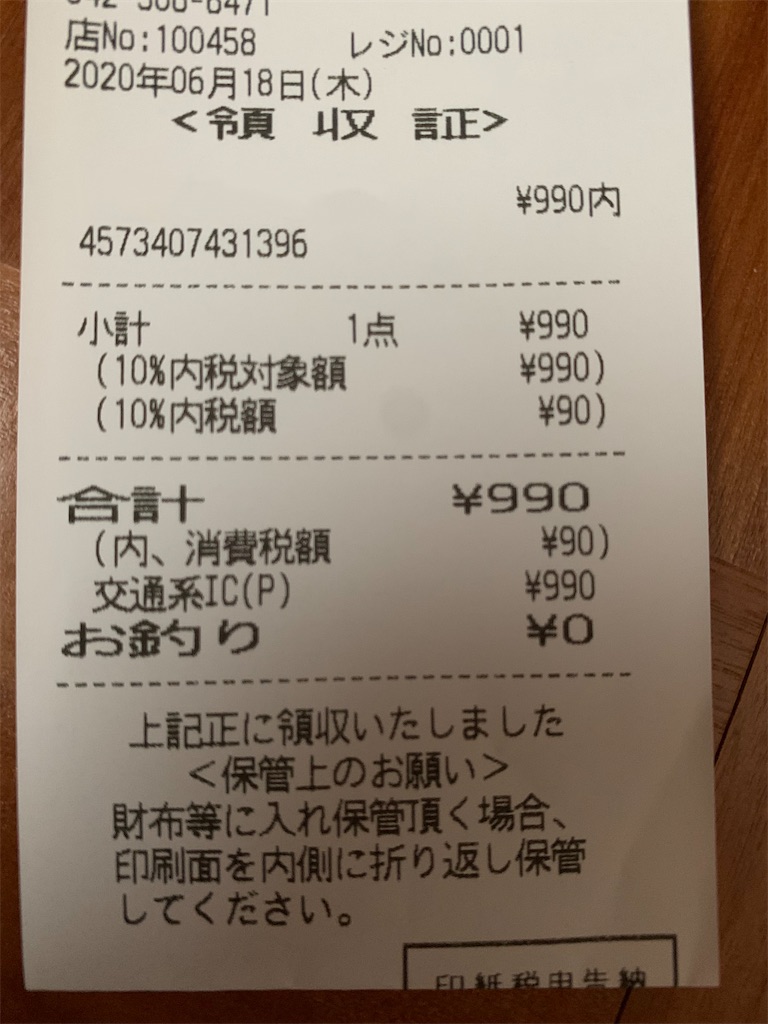 店No:100458 レジNo:0001
2020年06月18日(木)
<領 収 証>
¥990内
4573407431396
小計 1点 ¥990
(10%内税対象額 ¥990)
(10%内税額 ¥90)
合計 ¥990
(内、消費税額 ¥90)
交通系IC(P) ¥990
お釣り ¥0
上記正に領収いたしました
<保管上のお願い>
財布等に入れ保管頂く場合、
印刷面を内側に折り返し保管
してください。
印紙税申告納